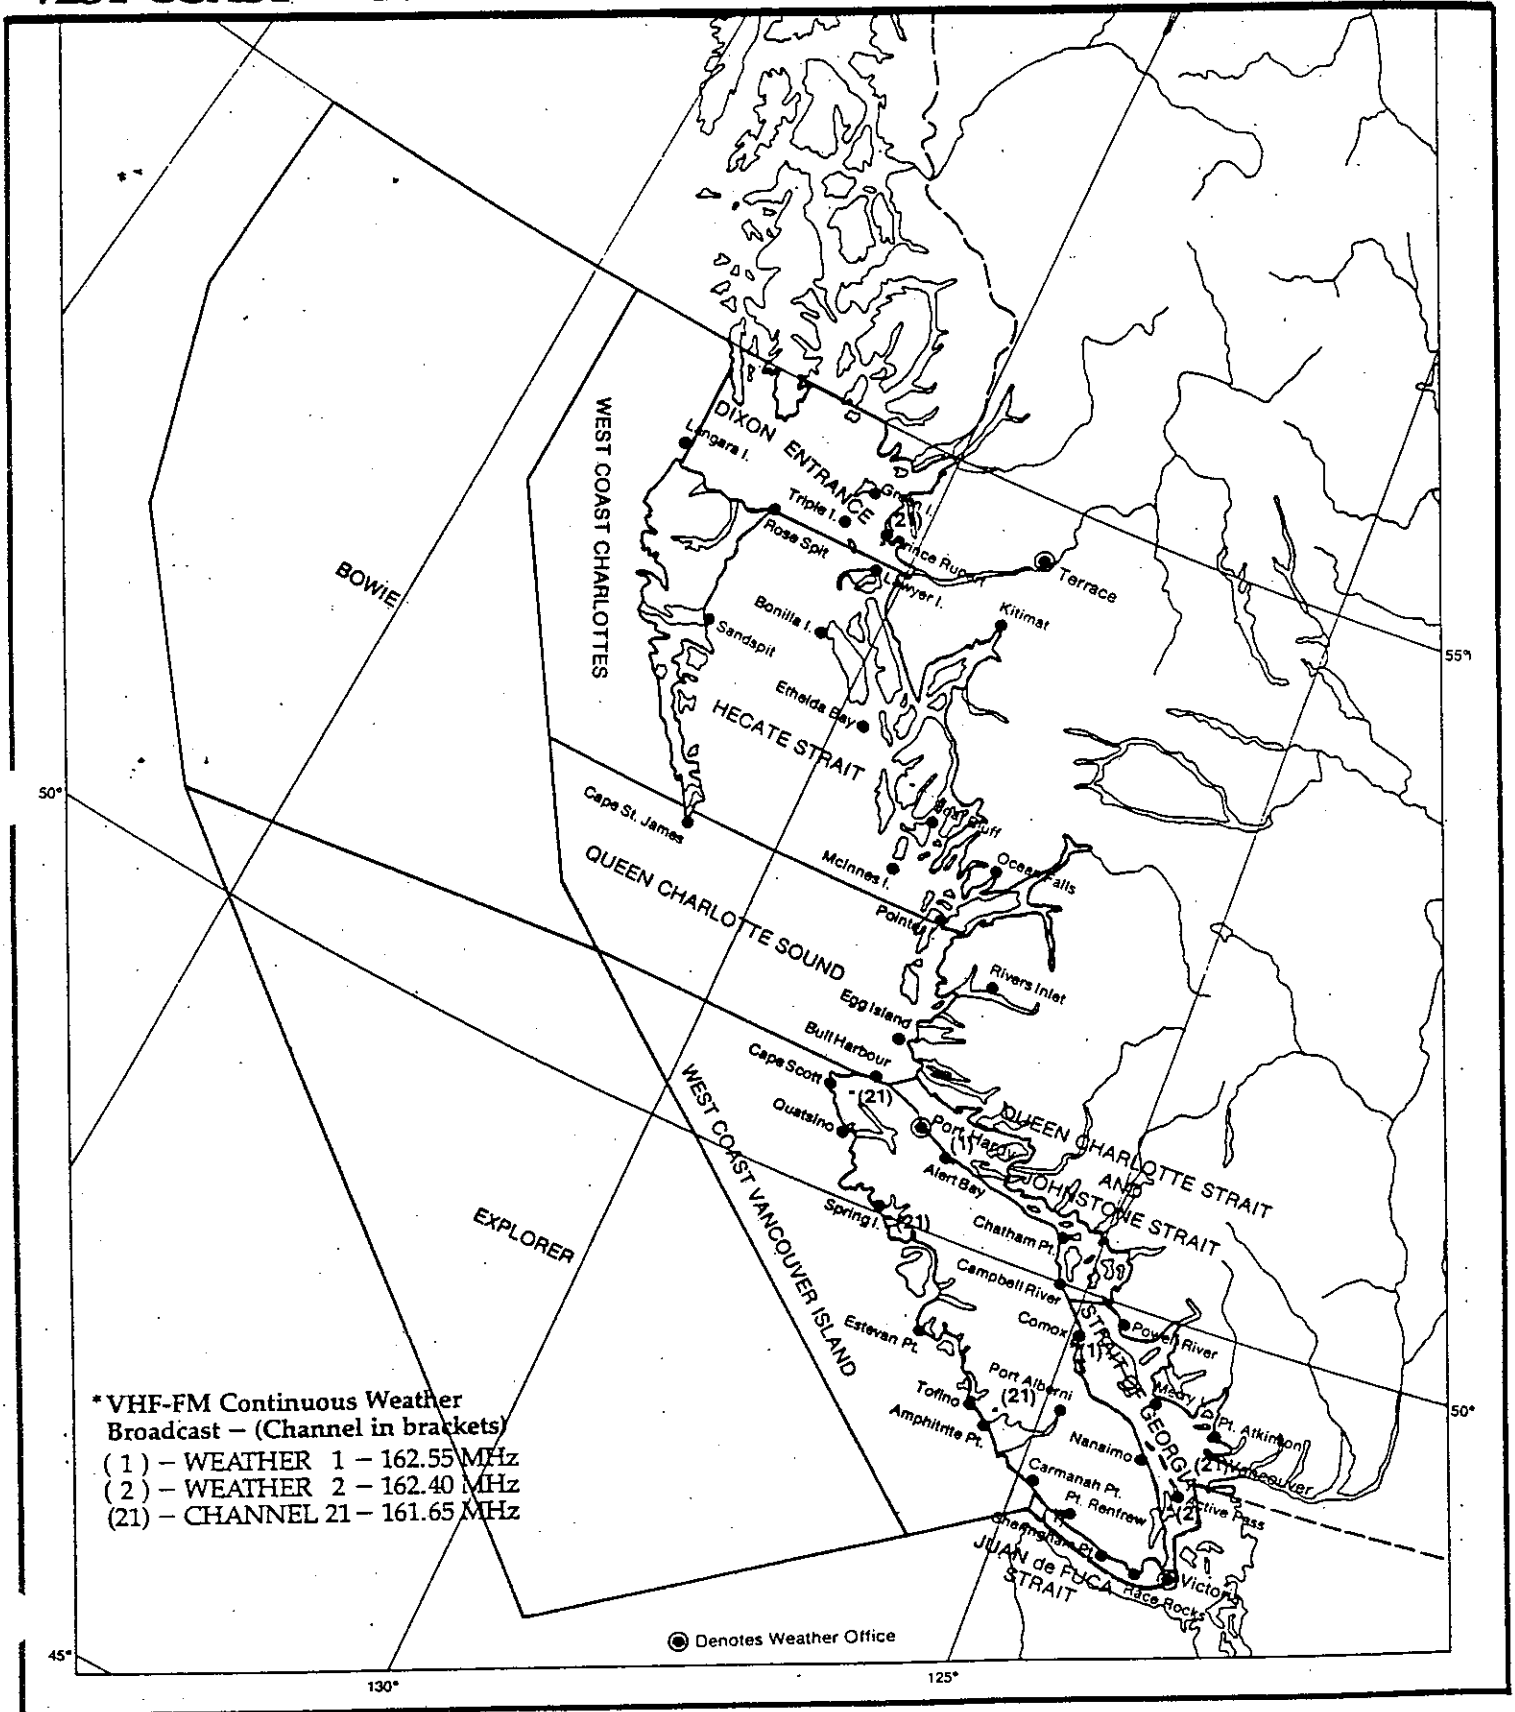 WEST COAST CHARLOTTES
DIXON ENTRANCE
Langara I.
Green I.
Triple I.
(2)
Rose Spit
Prince Rupert
Lawyer I.
Terrace
Kitimat
BOWIE
Bonilla I.
Sandspit
55°
Ethelda Bay
HECATE STRAIT
50°
Cape St. James
QUEEN CHARLOTTE SOUND
McInnes I.
Ocean Falls
Rivers Inlet
Egg Island
Bull Harbour
Cape Scott
(21)
Quatsino
Port Hardy
(1)
QUEEN CHARLOTTE STRAIT
AND
JOHNSTONE STRAIT
Alert Bay
WEST COAST VANCOUVER ISLAND
Spring I.
(21)
Chatham Pt.
EXPLORER
Campbell River
Comox
(1)
Powell River
STRAIT OF GEORGIA
Estevan Pt.
Port Alberni
(21)
Tofino
Amphitrite Pt.
Merry I.
Pt. Atkinson
50°
Nanaimo
(21)
Vancouver
Carmanah Pt.
Pt. Renfrew
Active Pass
(2)
Sheringham Pt.
JUAN de FUCA
STRAIT
Race Rocks
Victoria
* VHF-FM Continuous Weather
Broadcast – (Channel in brackets)
( 1 ) – WEATHER 1 – 162.55 MHz
( 2 ) – WEATHER 2 – 162.40 MHz
(21) – CHANNEL 21 – 161.65 MHz
Denotes Weather Office
45°
130°
125°